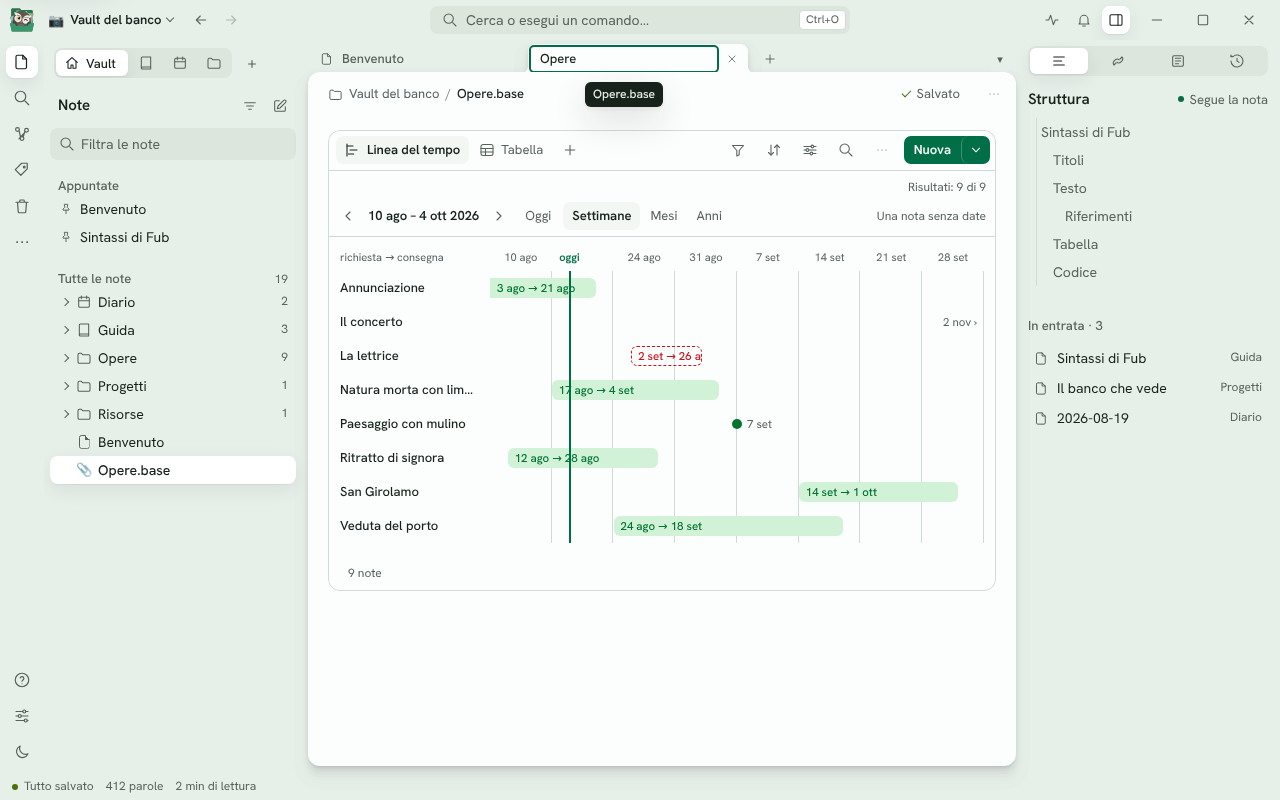 Vault del banco
Cerca o esegui un comando…
Ctrl+O
Vault
Benvenuto
Opere
Note
Filtra le note
Appuntate
Benvenuto
Sintassi di Fub
Tutte le note 19
Diario 2
Guida 3
Opere 9
Progetti 1
Risorse 1
Benvenuto
Opere.base
Vault del banco / Opere.base
Opere.base
Salvato
Linea del tempo
Tabella
Nuova
Risultati: 9 di 9
10 ago – 4 ott 2026
Oggi
Settimane
Mesi
Anni
Una nota senza date
richiesta → consegna
10 ago
oggi
24 ago
31 ago
7 set
14 set
21 set
28 set
Annunciazione
3 ago → 21 ago
Il concerto
2 nov ›
La lettrice
2 set → 26 a
Natura morta con lim…
17 ago → 4 set
Paesaggio con mulino
7 set
Ritratto di signora
12 ago → 28 ago
San Girolamo
14 set → 1 ott
Veduta del porto
24 ago → 18 set
9 note
Struttura
Segue la nota
Sintassi di Fub
Titoli
Testo
Riferimenti
Tabella
Codice
In entrata · 3
Sintassi di Fub Guida
Il banco che vede Progetti
2026-08-19 Diario
Tutto salvato
412 parole
2 min di lettura